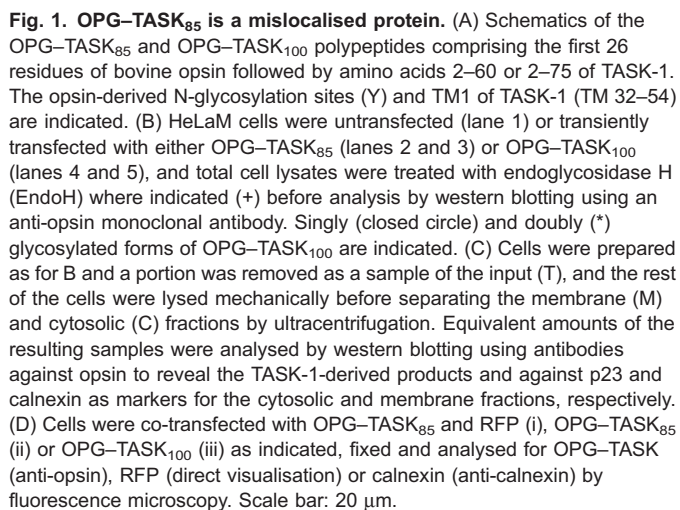 Fig. 1. OPG–TASK₈₅ is a mislocalised protein. (A) Schematics of the
OPG–TASK₈₅ and OPG–TASK₁₀₀ polypeptides comprising the first 26
residues of bovine opsin followed by amino acids 2–60 or 2–75 of TASK-1.
The opsin-derived N-glycosylation sites (Y) and TM1 of TASK-1 (TM 32–54)
are indicated. (B) HeLaM cells were untransfected (lane 1) or transiently
transfected with either OPG–TASK₈₅ (lanes 2 and 3) or OPG–TASK₁₀₀
(lanes 4 and 5), and total cell lysates were treated with endoglycosidase H
(EndoH) where indicated (+) before analysis by western blotting using an
anti-opsin monoclonal antibody. Singly (closed circle) and doubly (*)
glycosylated forms of OPG–TASK₁₀₀ are indicated. (C) Cells were prepared
as for B and a portion was removed as a sample of the input (T), and the rest
of the cells were lysed mechanically before separating the membrane (M)
and cytosolic (C) fractions by ultracentrifugation. Equivalent amounts of the
resulting samples were analysed by western blotting using antibodies
against opsin to reveal the TASK-1-derived products and against p23 and
calnexin as markers for the cytosolic and membrane fractions, respectively.
(D) Cells were co-transfected with OPG–TASK₈₅ and RFP (i), OPG–TASK₈₅
(ii) or OPG–TASK₁₀₀ (iii) as indicated, fixed and analysed for OPG–TASK
(anti-opsin), RFP (direct visualisation) or calnexin (anti-calnexin) by
fluorescence microscopy. Scale bar: 20 μm.